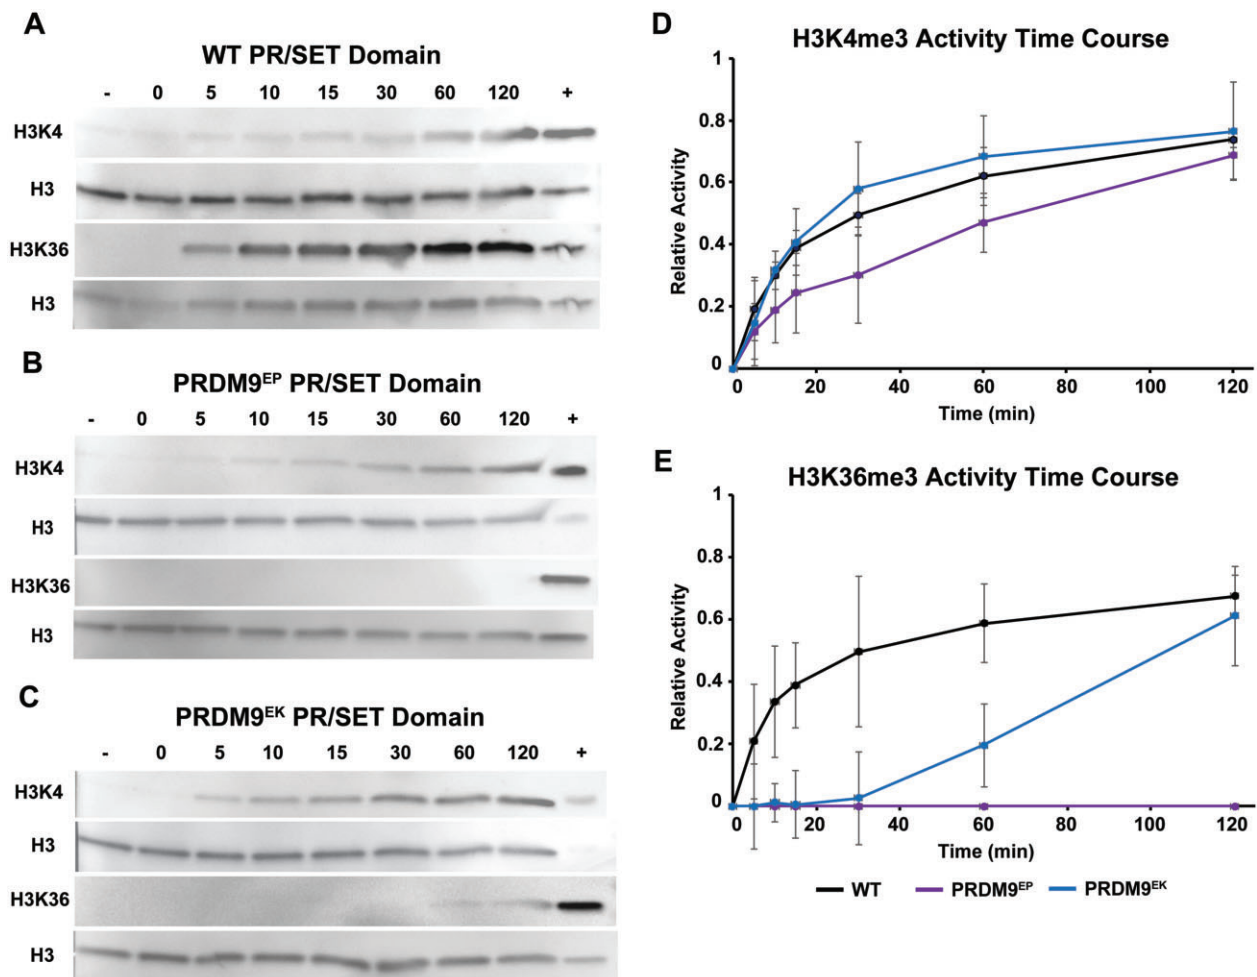 A
WT PR/SET Domain
- 0 5 10 15 30 60 120 +
H3K4
H3
H3K36
H3
B
PRDM9ᴱᴾ PR/SET Domain
- 0 5 10 15 30 60 120 +
H3K4
H3
H3K36
H3
C
PRDM9ᴱᴷ PR/SET Domain
- 0 5 10 15 30 60 120 +
H3K4
H3
H3K36
H3
D
H3K4me3 Activity Time Course
Relative Activity
1
0.8
0.6
0.4
0.2
0
0 20 40 60 80 100 120
Time (min)
E
H3K36me3 Activity Time Course
Relative Activity
1
0.8
0.6
0.4
0.2
0
0 20 40 60 80 100 120
Time (min)
WT PRDM9ᴱᴾ PRDM9ᴱᴷ